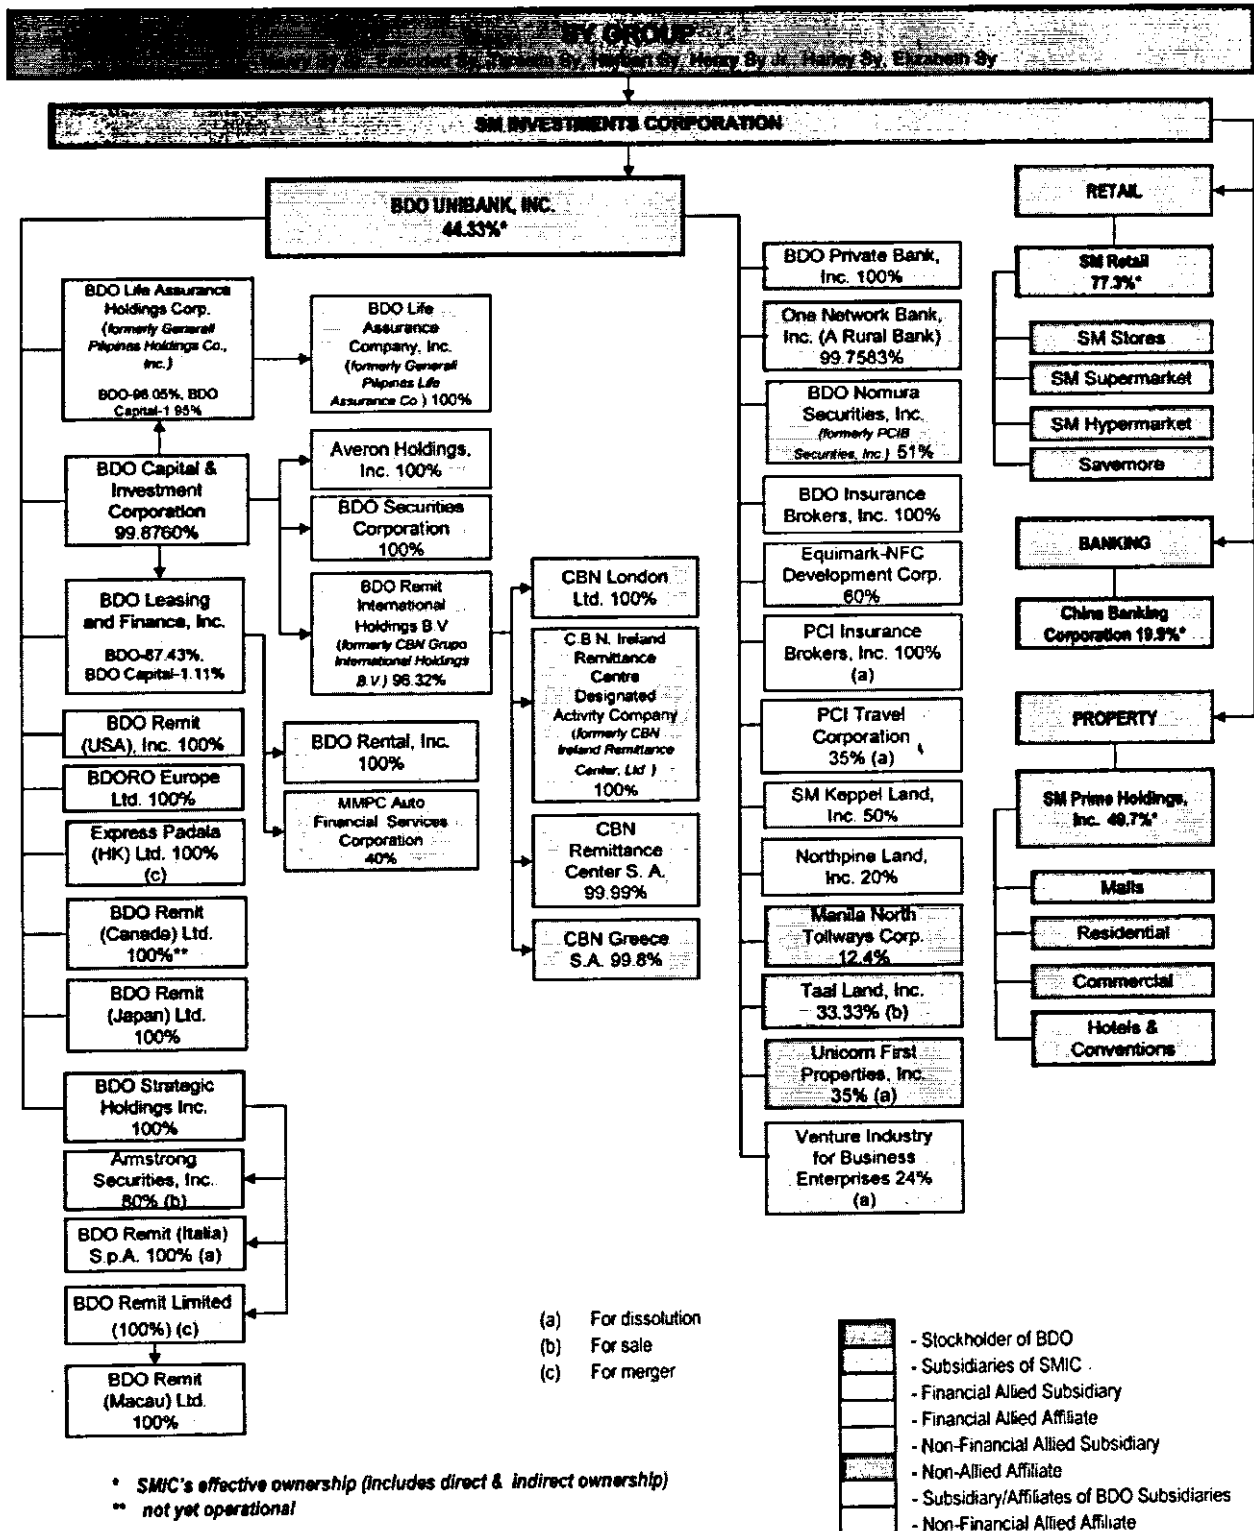 SY GROUP
Henry Sy Jr., Harley Sy, Elizabeth Sy
SM INVESTMENTS CORPORATION
BDO UNIBANK, INC.
44.33%*
BDO Life Assurance
Holdings Corp.
(formerly Generali
Pilipinas Holdings Co.,
Inc.)
BDO-98.05%, BDO
Capital-1.95%
BDO Life
Assurance
Company, Inc.
(formerly Generali
Pilipinas Life
Assurance Co.) 100%
BDO Capital &
Investment
Corporation
99.8760%
Averon Holdings,
Inc. 100%
BDO Securities
Corporation
100%
BDO Remit
International
Holdings B.V
(formerly CBN Grupo
International Holdings
B.V.) 96.32%
CBN London
Ltd. 100%
C.B N. Ireland
Remittance
Centre
Designated
Activity Company
(formerly CBN
Ireland Remittance
Center, Ltd )
100%
CBN
Remittance
Center S. A.
99.99%
CBN Greece
S.A. 99.8%
BDO Leasing
and Finance, Inc.
BDO-87.43%,
BDO Capital-1.11%
BDO Rental, Inc.
100%
MMPC Auto
Financial Services
Corporation
40%
BDO Remit
(USA), Inc. 100%
BDORO Europe
Ltd. 100%
Express Padala
(HK) Ltd. 100%
(c)
BDO Remit
(Canada) Ltd.
100%**
BDO Remit
(Japan) Ltd.
100%
BDO Strategic
Holdings Inc.
100%
Armstrong
Securities, Inc.
80% (b)
BDO Remit (Italia)
S.p.A. 100% (a)
BDO Remit Limited
(100%) (c)
BDO Remit
(Macau) Ltd.
100%
BDO Private Bank,
Inc. 100%
One Network Bank,
Inc. (A Rural Bank)
99.7583%
BDO Nomura
Securities, Inc.
(formerly PCIB
Securities, Inc.) 51%
BDO Insurance
Brokers, Inc. 100%
Equimark-NFC
Development Corp.
60%
PCI Insurance
Brokers, Inc. 100%
(a)
PCI Travel
Corporation
35% (a)
SM Keppel Land,
Inc. 50%
Northpine Land,
Inc. 20%
Manila North
Tollways Corp.
12.4%
Taal Land, Inc.
33.33% (b)
Unicorn First
Properties, Inc.
35% (a)
Venture Industry
for Business
Enterprises 24%
(a)
RETAIL
SM Retail
77.3%*
SM Stores
SM Supermarket
SM Hypermarket
Savemore
BANKING
China Banking
Corporation 19.9%*
PROPERTY
SM Prime Holdings,
Inc. 49.7%*
Malls
Residential
Commercial
Hotels &
Conventions
(a) For dissolution
(b) For sale
(c) For merger
- Stockholder of BDO
- Subsidiaries of SMIC
- Financial Allied Subsidiary
- Financial Allied Affiliate
- Non-Financial Allied Subsidiary
- Non-Allied Affiliate
- Subsidiary/Affiliates of BDO Subsidiaries
- Non-Financial Allied Affiliate
* SMIC's effective ownership (includes direct & indirect ownership)
** not yet operational